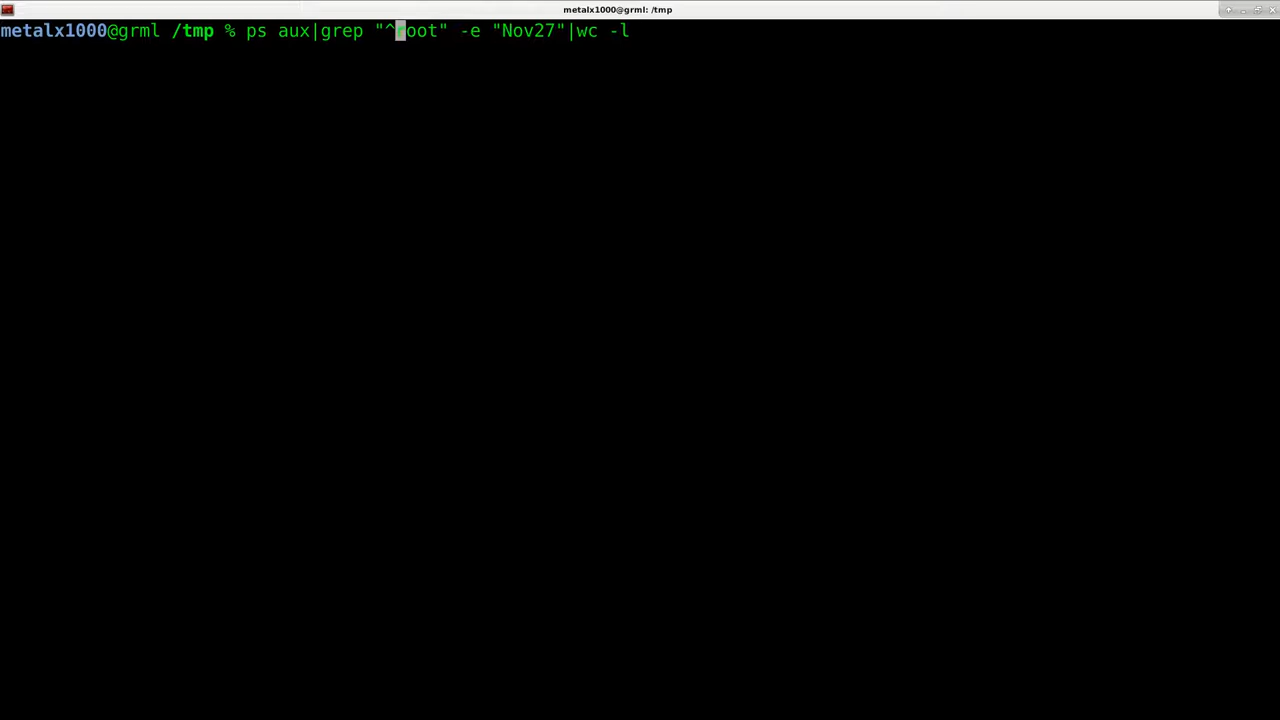 metalx1000@grml: /tmp
metalx1000@grml /tmp % ps aux|grep "^root" -e "Nov27"|wc -l